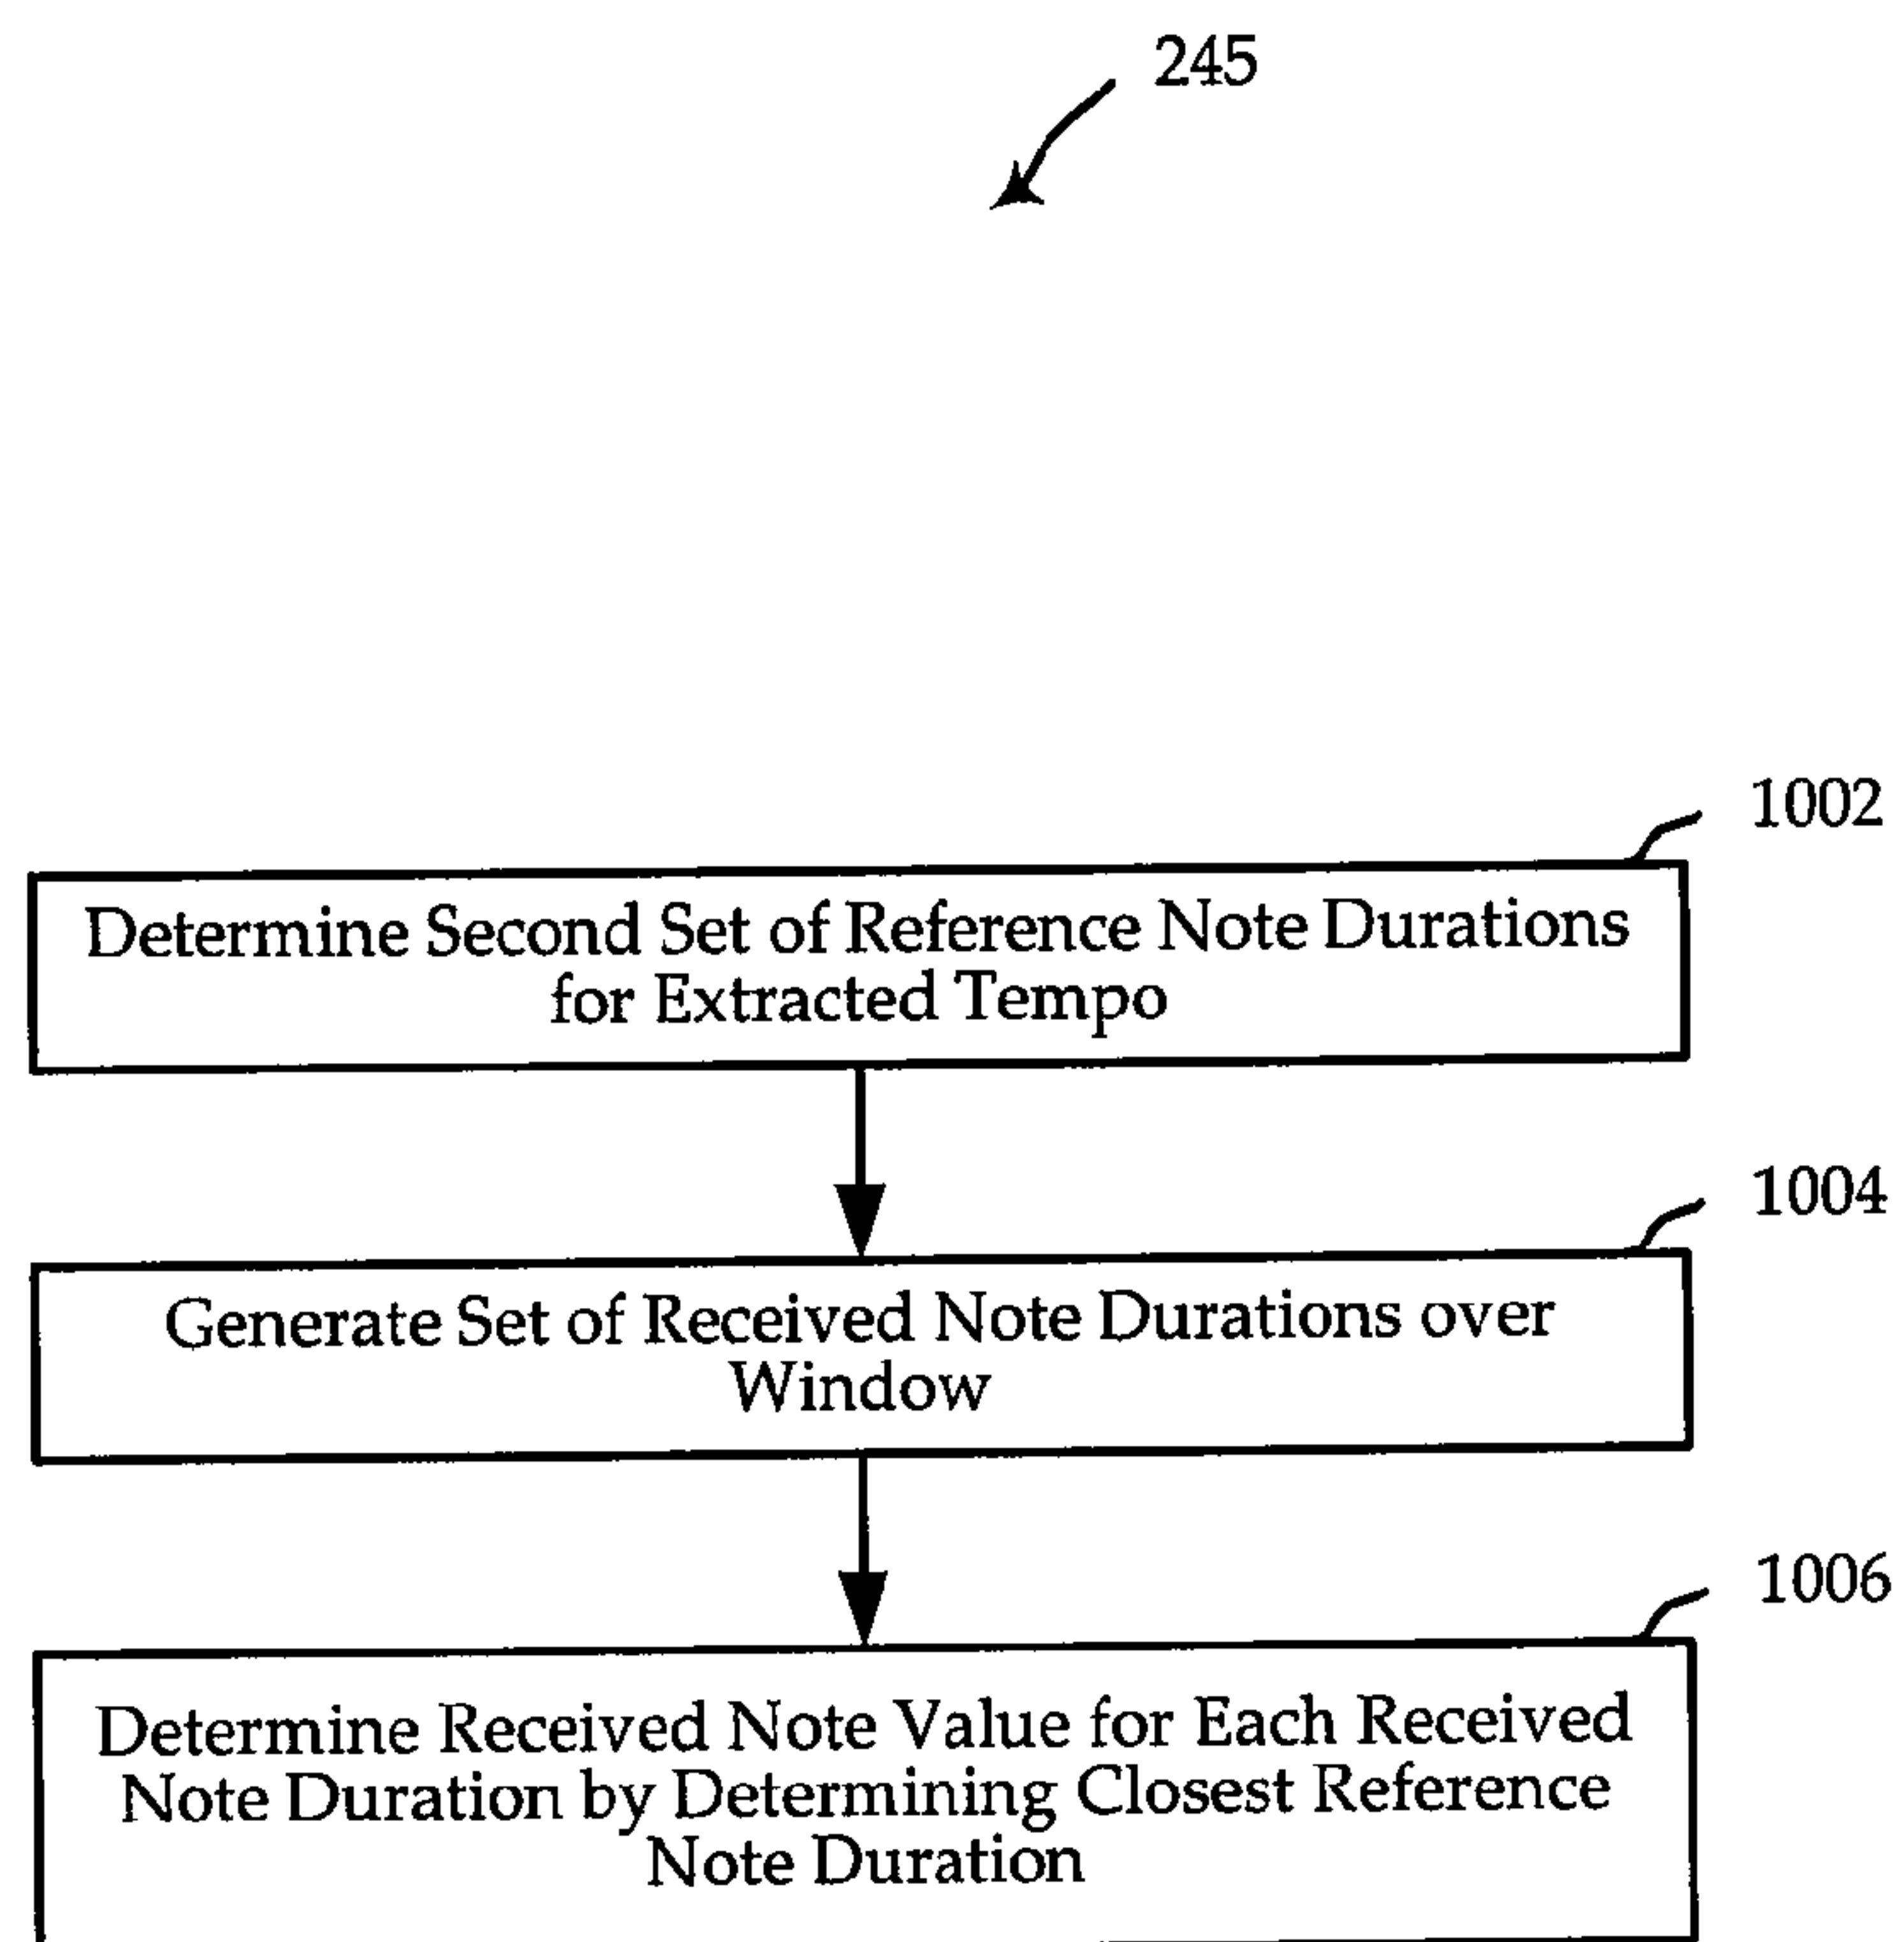 245
1002
Determine Second Set of Reference Note Durations
for Extracted Tempo
1004
Generate Set of Received Note Durations over
Window
1006
Determine Received Note Value for Each Received
Note Duration by Determining Closest Reference
Note Duration